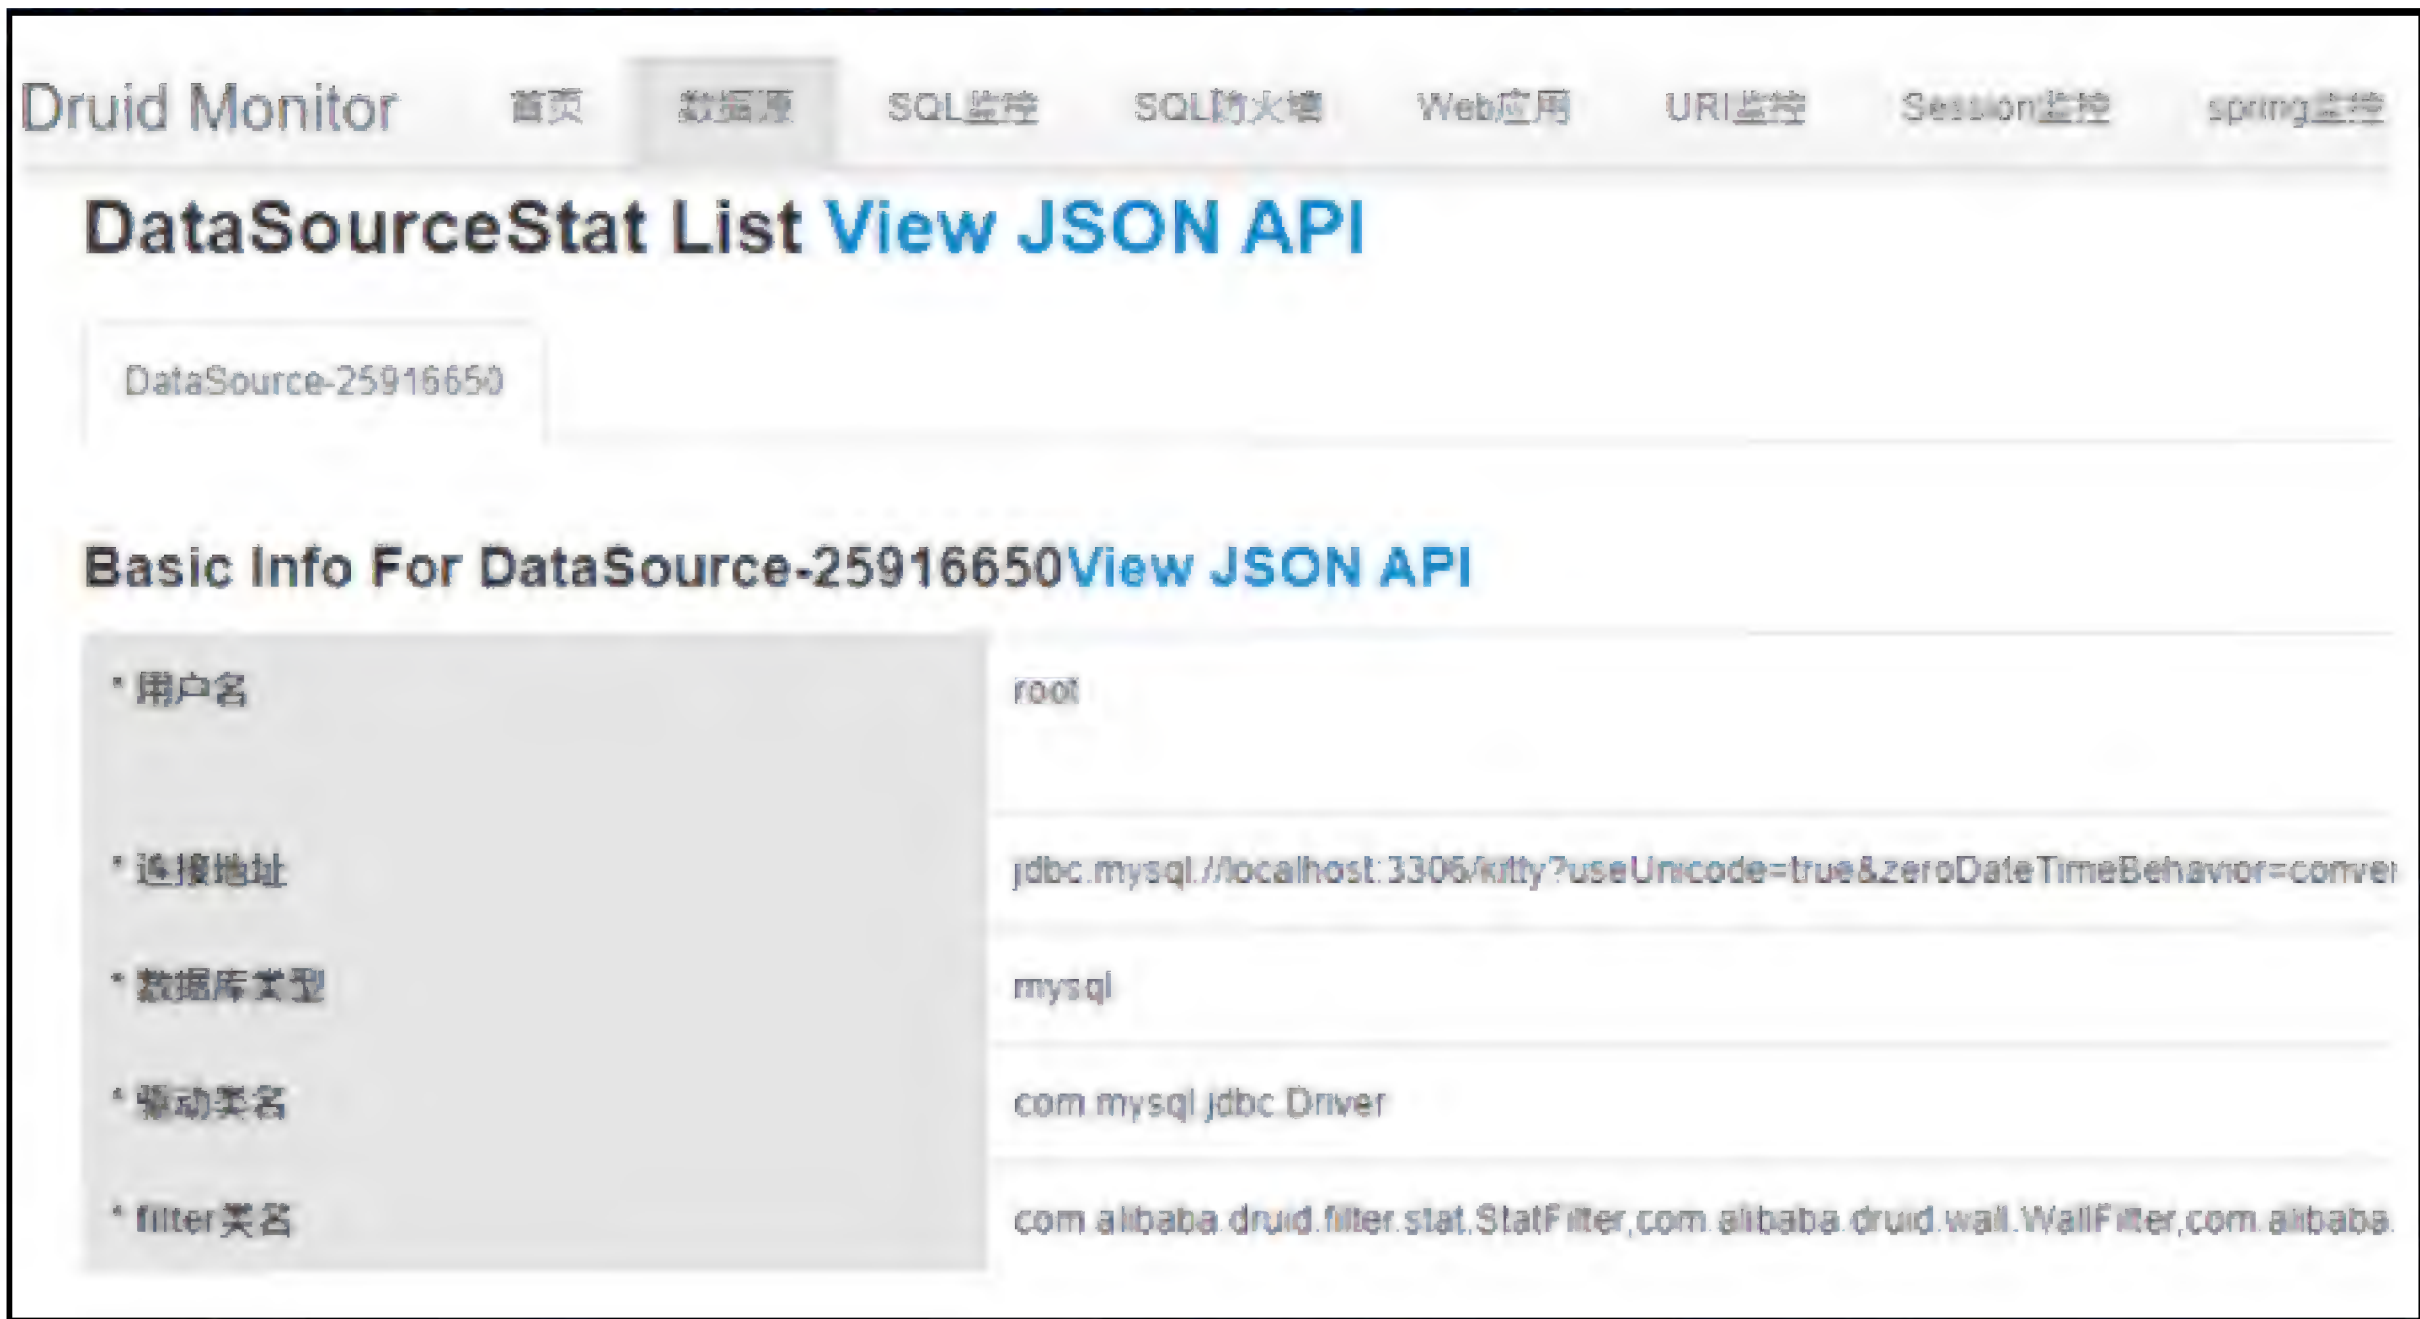 Druid Monitor 首页 数据源 SQL监控 SQL防火墙 Web应用 URI监控 Session监控 spring监控
DataSourceStat List View JSON API
DataSource-25916650
Basic Info For DataSource-25916650View JSON API
* 用户名 root
* 连接地址 jdbc:mysql://localhost:3306/kitty?useUnicode=true&zeroDateTimeBehavior=conver
* 数据库类型 mysql
* 驱动类名 com.mysql.jdbc.Driver
* filter类名 com.alibaba.druid.filter.stat.StatFilter,com.alibaba.druid.wall.WallFilter,com.alibaba.